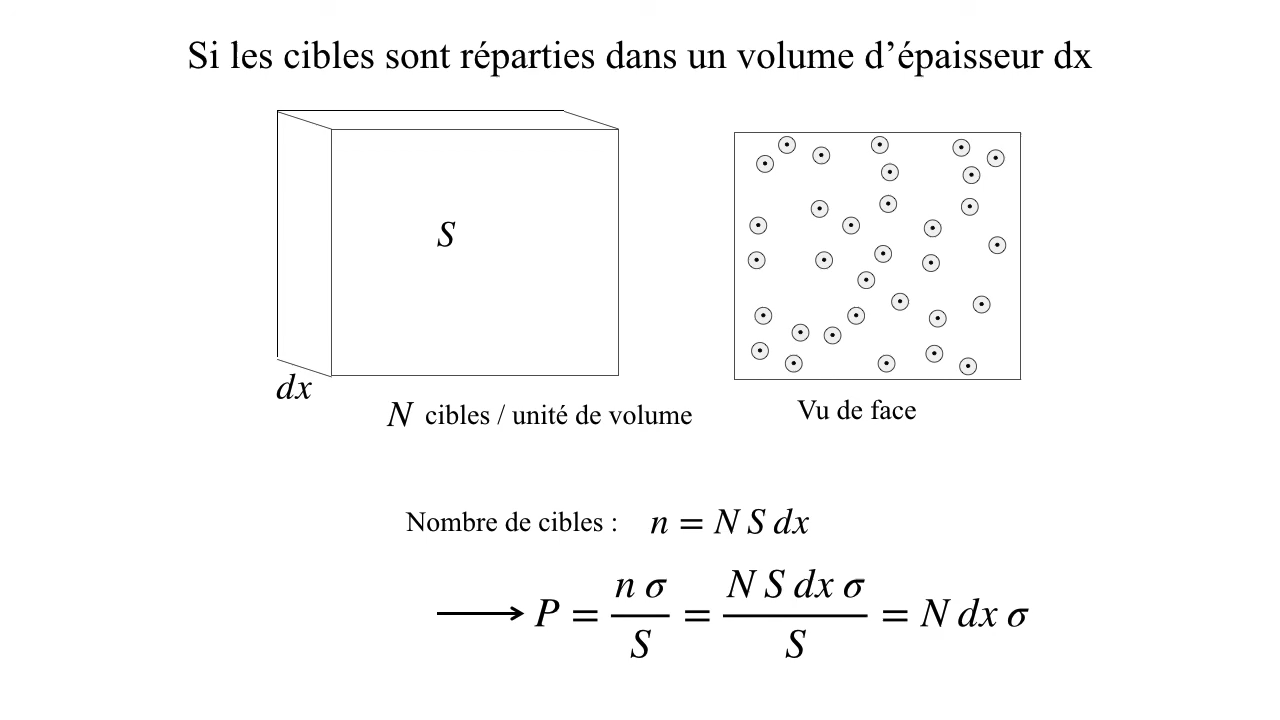 Si les cibles sont réparties dans un volume d’épaisseur dx
S
dx
N cibles / unité de volume
Vu de face
Nombre de cibles : n = N S dx
P = n σ / S = N S dx σ / S = N dx σ